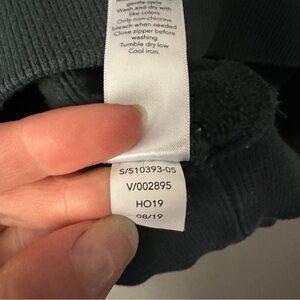 gentle cycle
Wash and dry with
like colors
Only non-chlorine
bleach when needed
Close zipper before
washing
Tumble dry low
Cool iron.
S/510393-05
V/002895
HO19
08/19